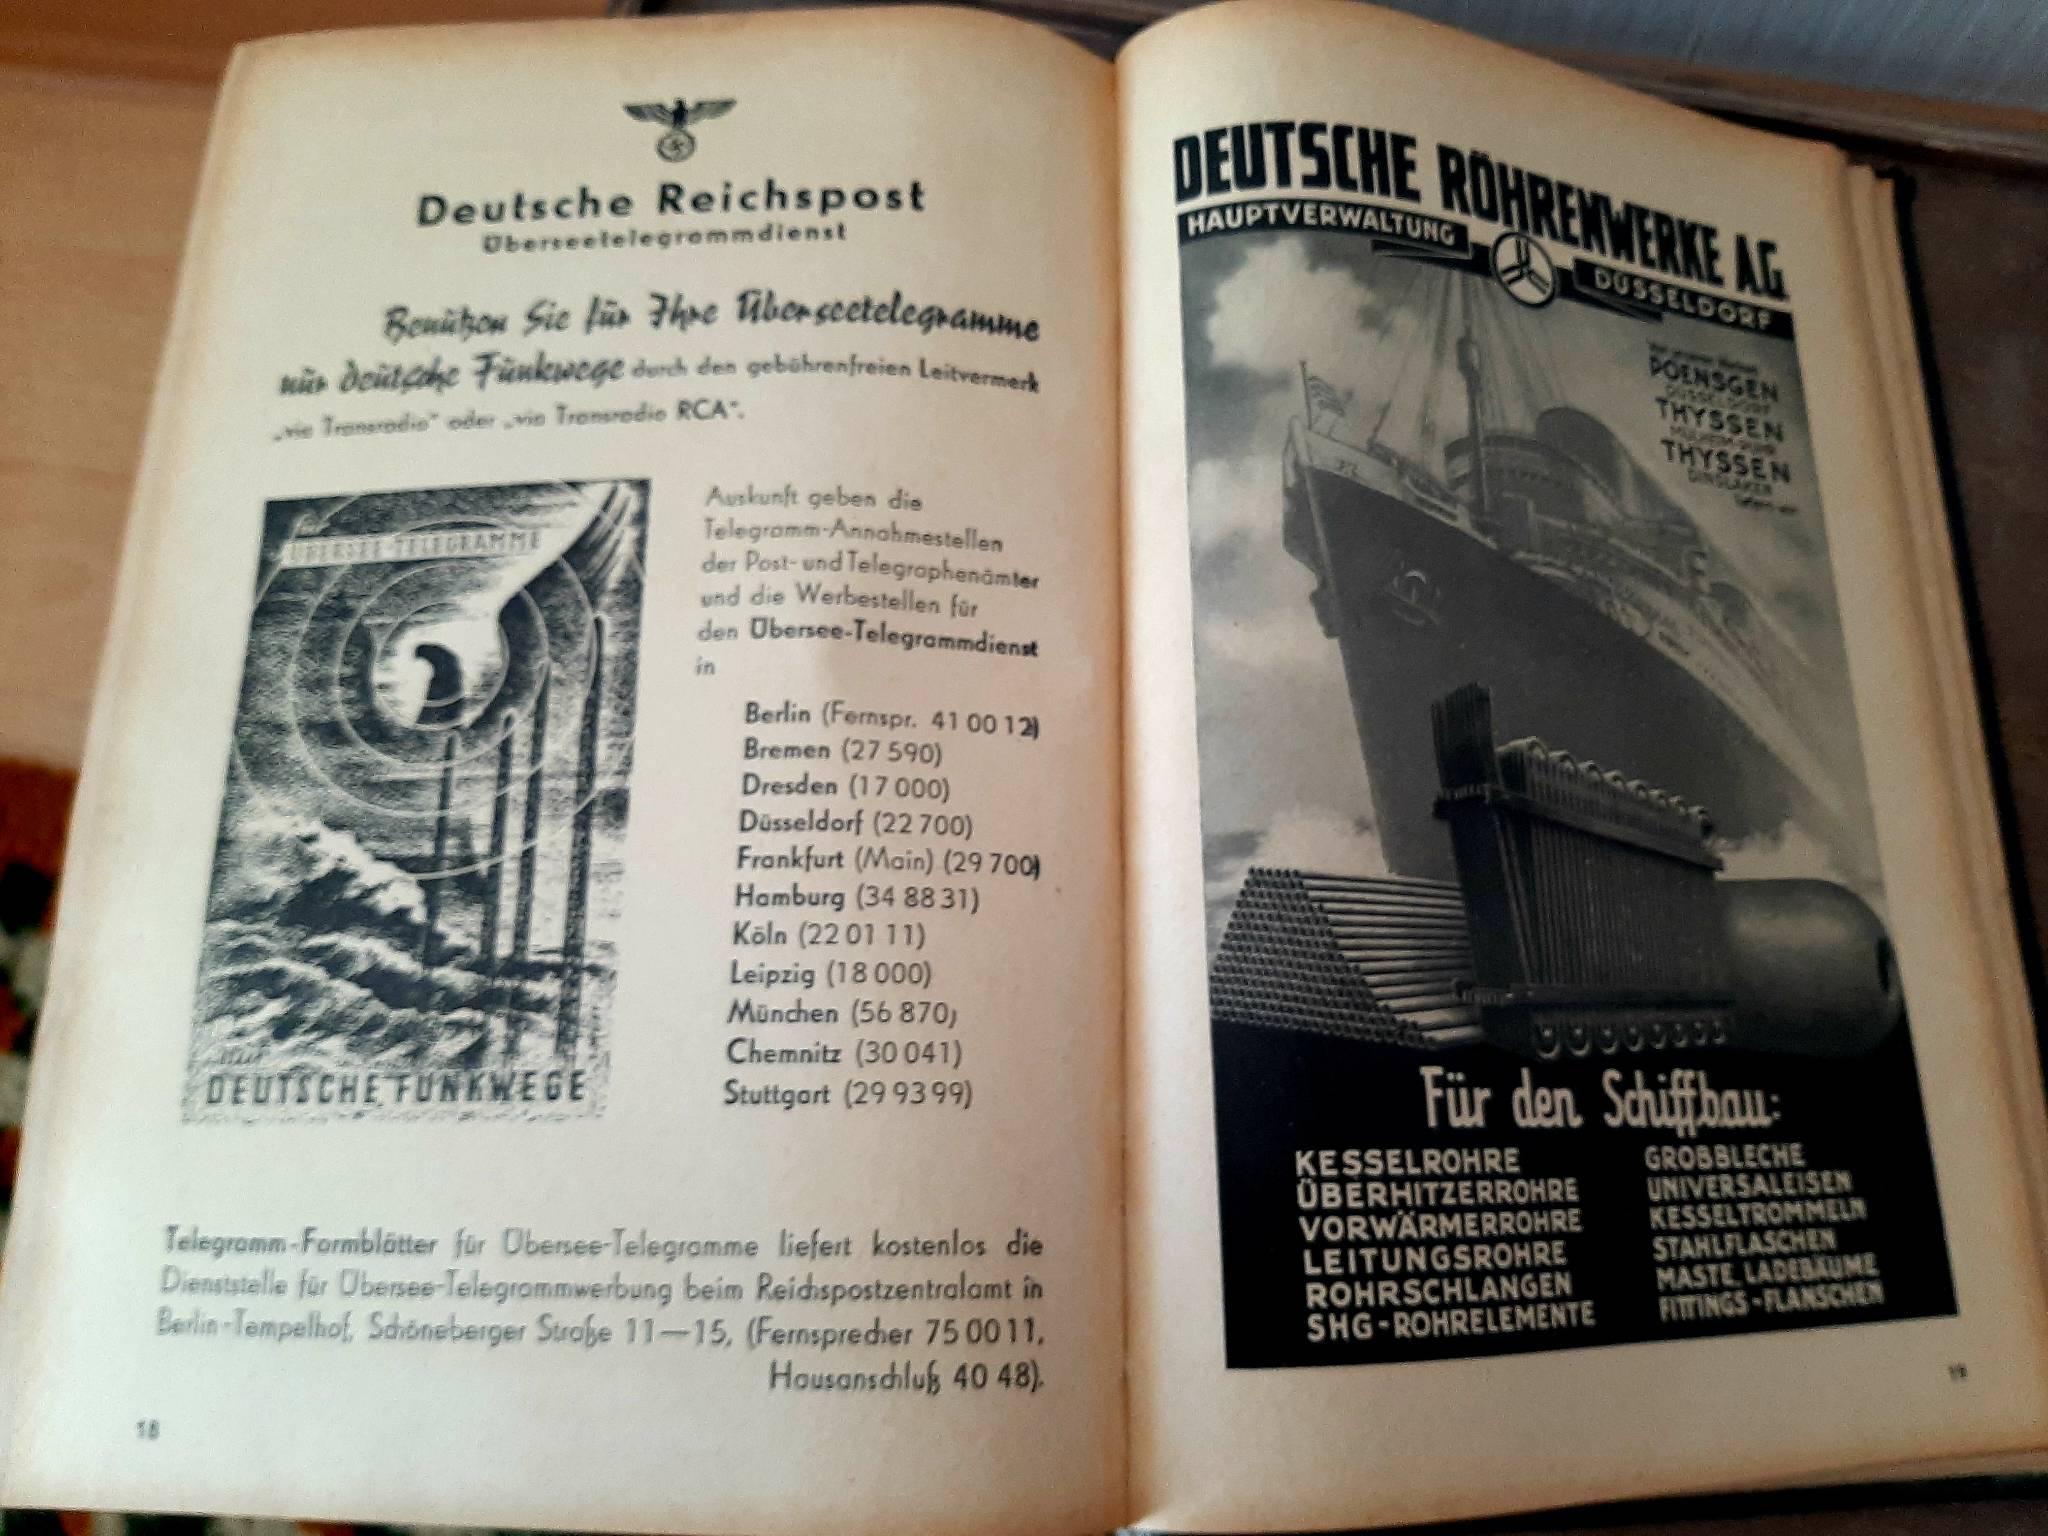 Deutsche Reichspost
Überseetelegrammdienst
Benützen Sie für Ihre Überseetelegramme
nur deutsche Funkwege durch den gebührenfreien Leitvermerk
„via Transradio" oder „via Transradio RCA".
ÜBERSEE-TELEGRAMME
nur
DEUTSCHE FUNKWEGE
Auskunft geben die
Telegramm-Annahmestellen
der Post- und Telegraphenämter
und die Werbestellen für
den Übersee-Telegrammdienst
in
Berlin (Fernspr. 41 00 12)
Bremen (27 590)
Dresden (17 000)
Düsseldorf (22 700)
Frankfurt (Main) (29 700)
Hamburg (34 88 31)
Köln (22 01 11)
Leipzig (18 000)
München (56 870)
Chemnitz (30 041)
Stuttgart (29 93 99)
Telegramm-Formblätter für Übersee-Telegramme liefert kostenlos die
Dienststelle für Übersee-Telegrammwerbung beim Reichspostzentralamt in
Berlin-Tempelhof, Schöneberger Straße 11—15, (Fernsprecher 75 00 11,
Hausanschluß 40 48).
18
DEUTSCHE RÖHRENWERKE A.G.
HAUPTVERWALTUNG DÜSSELDORF
POENSGEN
DÜSSELDORF
THYSSEN
MÜLHEIM-RUHR
THYSSEN
DINSLAKEN
Für den Schiffbau:
KESSELROHRE
ÜBERHITZERROHRE
VORWÄRMERROHRE
LEITUNGSROHRE
ROHRSCHLANGEN
SHG-ROHRELEMENTE
GROBBLECHE
UNIVERSALEISEN
KESSELTROMMELN
STAHLFLASCHEN
MASTE, LADEBÄUME
FITTINGS-FLANSCHEN
19